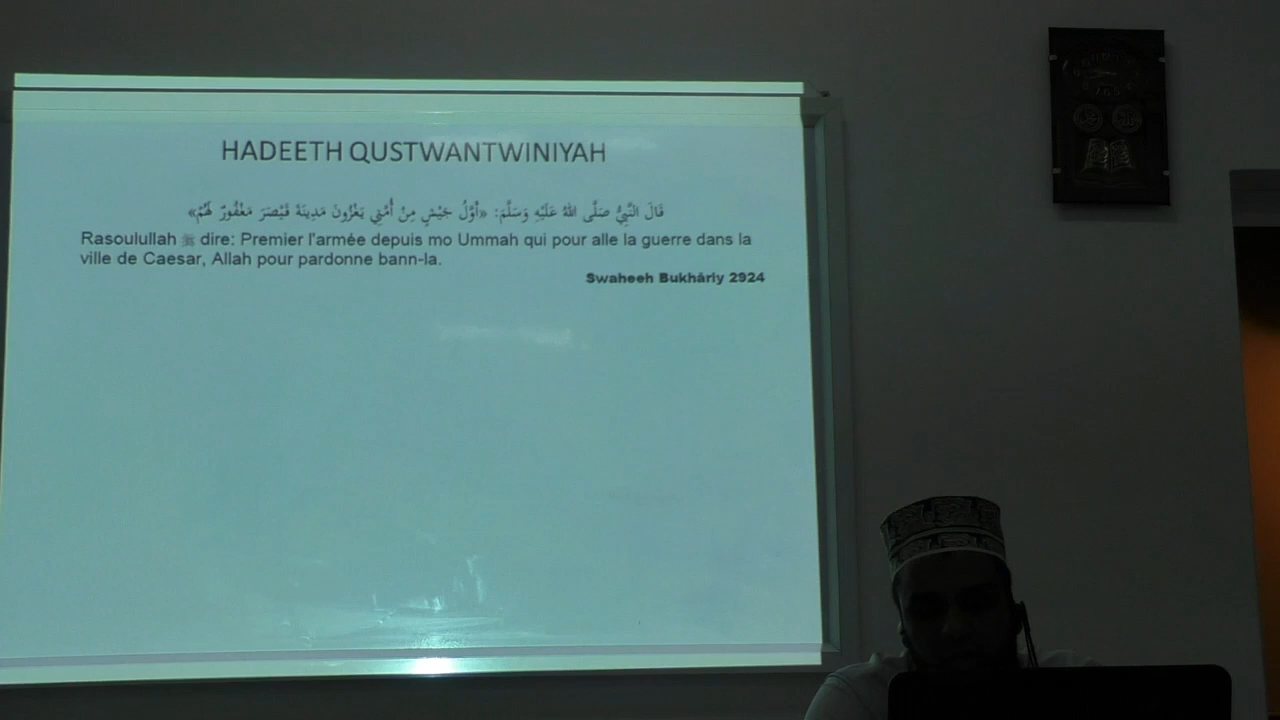 HADEETH QUSTWANTWINIYAH
قَالَ النَّبِيُّ صَلَّى اللهُ عَلَيْهِ وَسَلَّمَ: «أَوَّلُ جَيْشٍ مِنْ أُمَّتِي يَغْزُونَ مَدِينَةَ قَيْصَرَ مَغْفُورٌ لَهُمْ»
Rasoulullah ﷺ dire: Premier l'armée depuis mo Ummah qui pour alle la guerre dans la
ville de Caesar, Allah pour pardonne bann-la.
Swaheeh Bukhâriy 2924